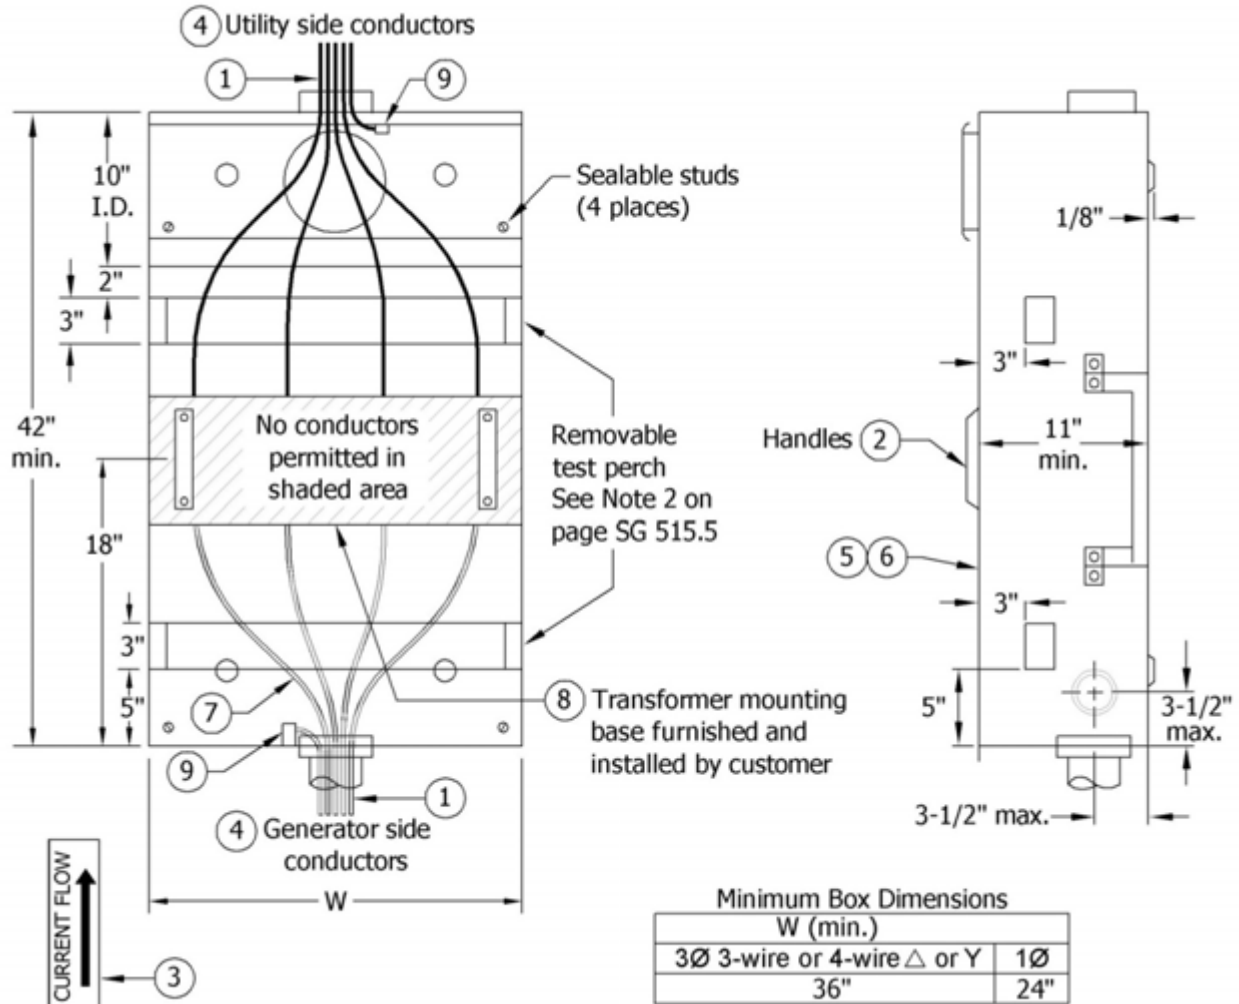 4 Utility side conductors
1
9
10"
I.D.
Sealable studs
(4 places)
1/8"
2"
3"
3"
42"
min.
No conductors
permitted in
shaded area
Removable
test perch
See Note 2 on
page SG 515.5
Handles 2
11"
min.
18"
5 6
3"
3"
5"
7
8 Transformer mounting
base furnished and
installed by customer
5"
3-1/2"
max.
9
1
3-1/2" max.
4 Generator side
conductors
W
CURRENT FLOW
3
Minimum Box Dimensions
W (min.)
3Ø 3-wire or 4-wire △ or Y 1Ø
36" 24"